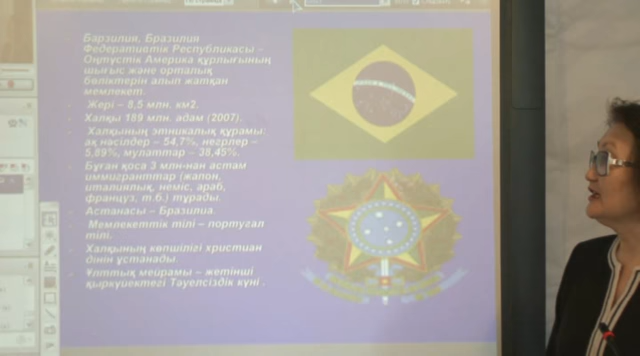 Барзилия, Бразилия
Федеративтік Республикасы –
Оңтүстік Америка құрлығының
шығыс және орталық
бөліктерін алып жатқан
мемлекет.
Жері – 8,5 млн. км2.
Халқы 189 млн. адам (2007).
Халқының этникалық құрамы:
ақ нәсілдер – 54,7%, негрлер –
5,89%, мулаттар – 38,45%.
Бұған қоса 3 млн-нан астам
иммигранттар (жапон,
италиялық, неміс, араб,
француз, т.б.) тұрады.
Астанасы – Бразилиа.
Мемлекеттік тілі – португал
тілі.
Халқының көпшілігі христиан
дінін ұстанады.
Ұлттық мейрамы – жетінші
қыркүйектегі Тәуелсіздік күні .